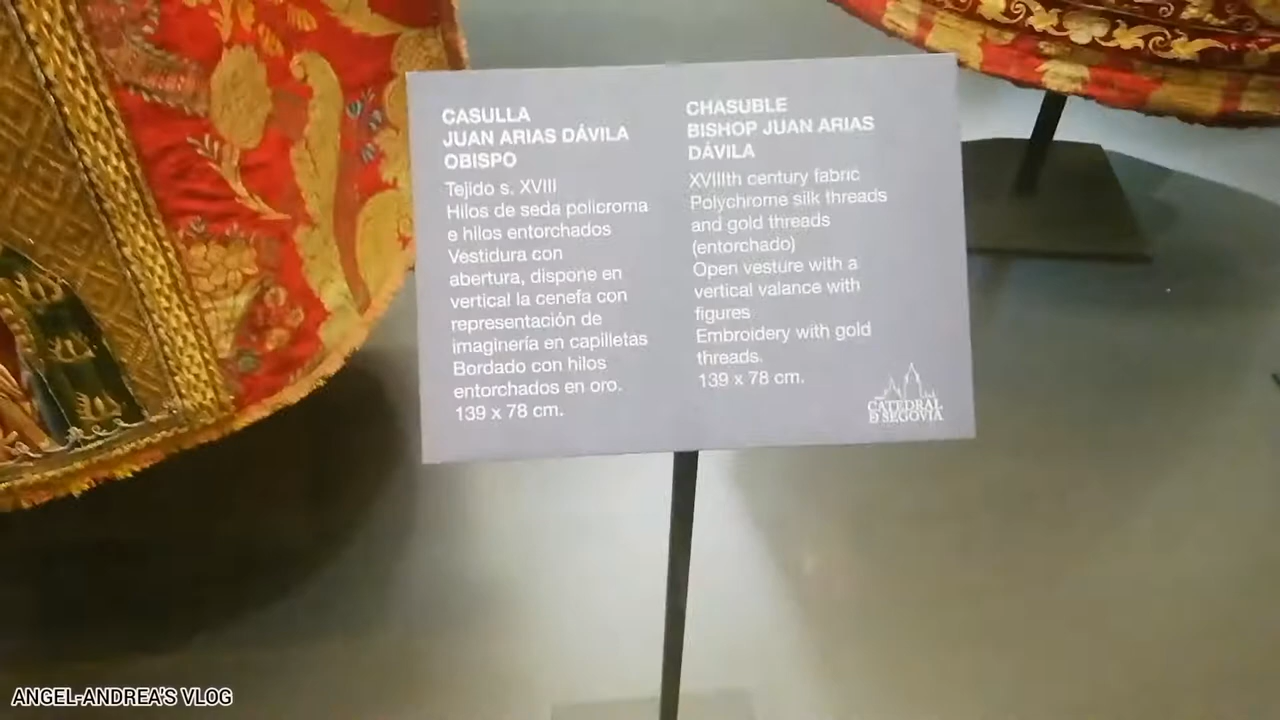 CASULLA
JUAN ARIAS DÁVILA
OBISPO
Tejido s. XVIII
Hilos de seda policroma
e hilos entorchados
Vestidura con
abertura, dispone en
vertical la cenefa con
representación de
imaginería en capilletas
Bordado con hilos
entorchados en oro.
139 x 78 cm.
CHASUBLE
BISHOP JUAN ARIAS
DÁVILA
XVIIIth century fabric
Polychrome silk threads
and gold threads
(entorchado)
Open vesture with a
vertical valance with
figures
Embroidery with gold
threads.
139 x 78 cm.
CATEDRAL
D SEGOVIA
ANGEL-ANDREA'S VLOG